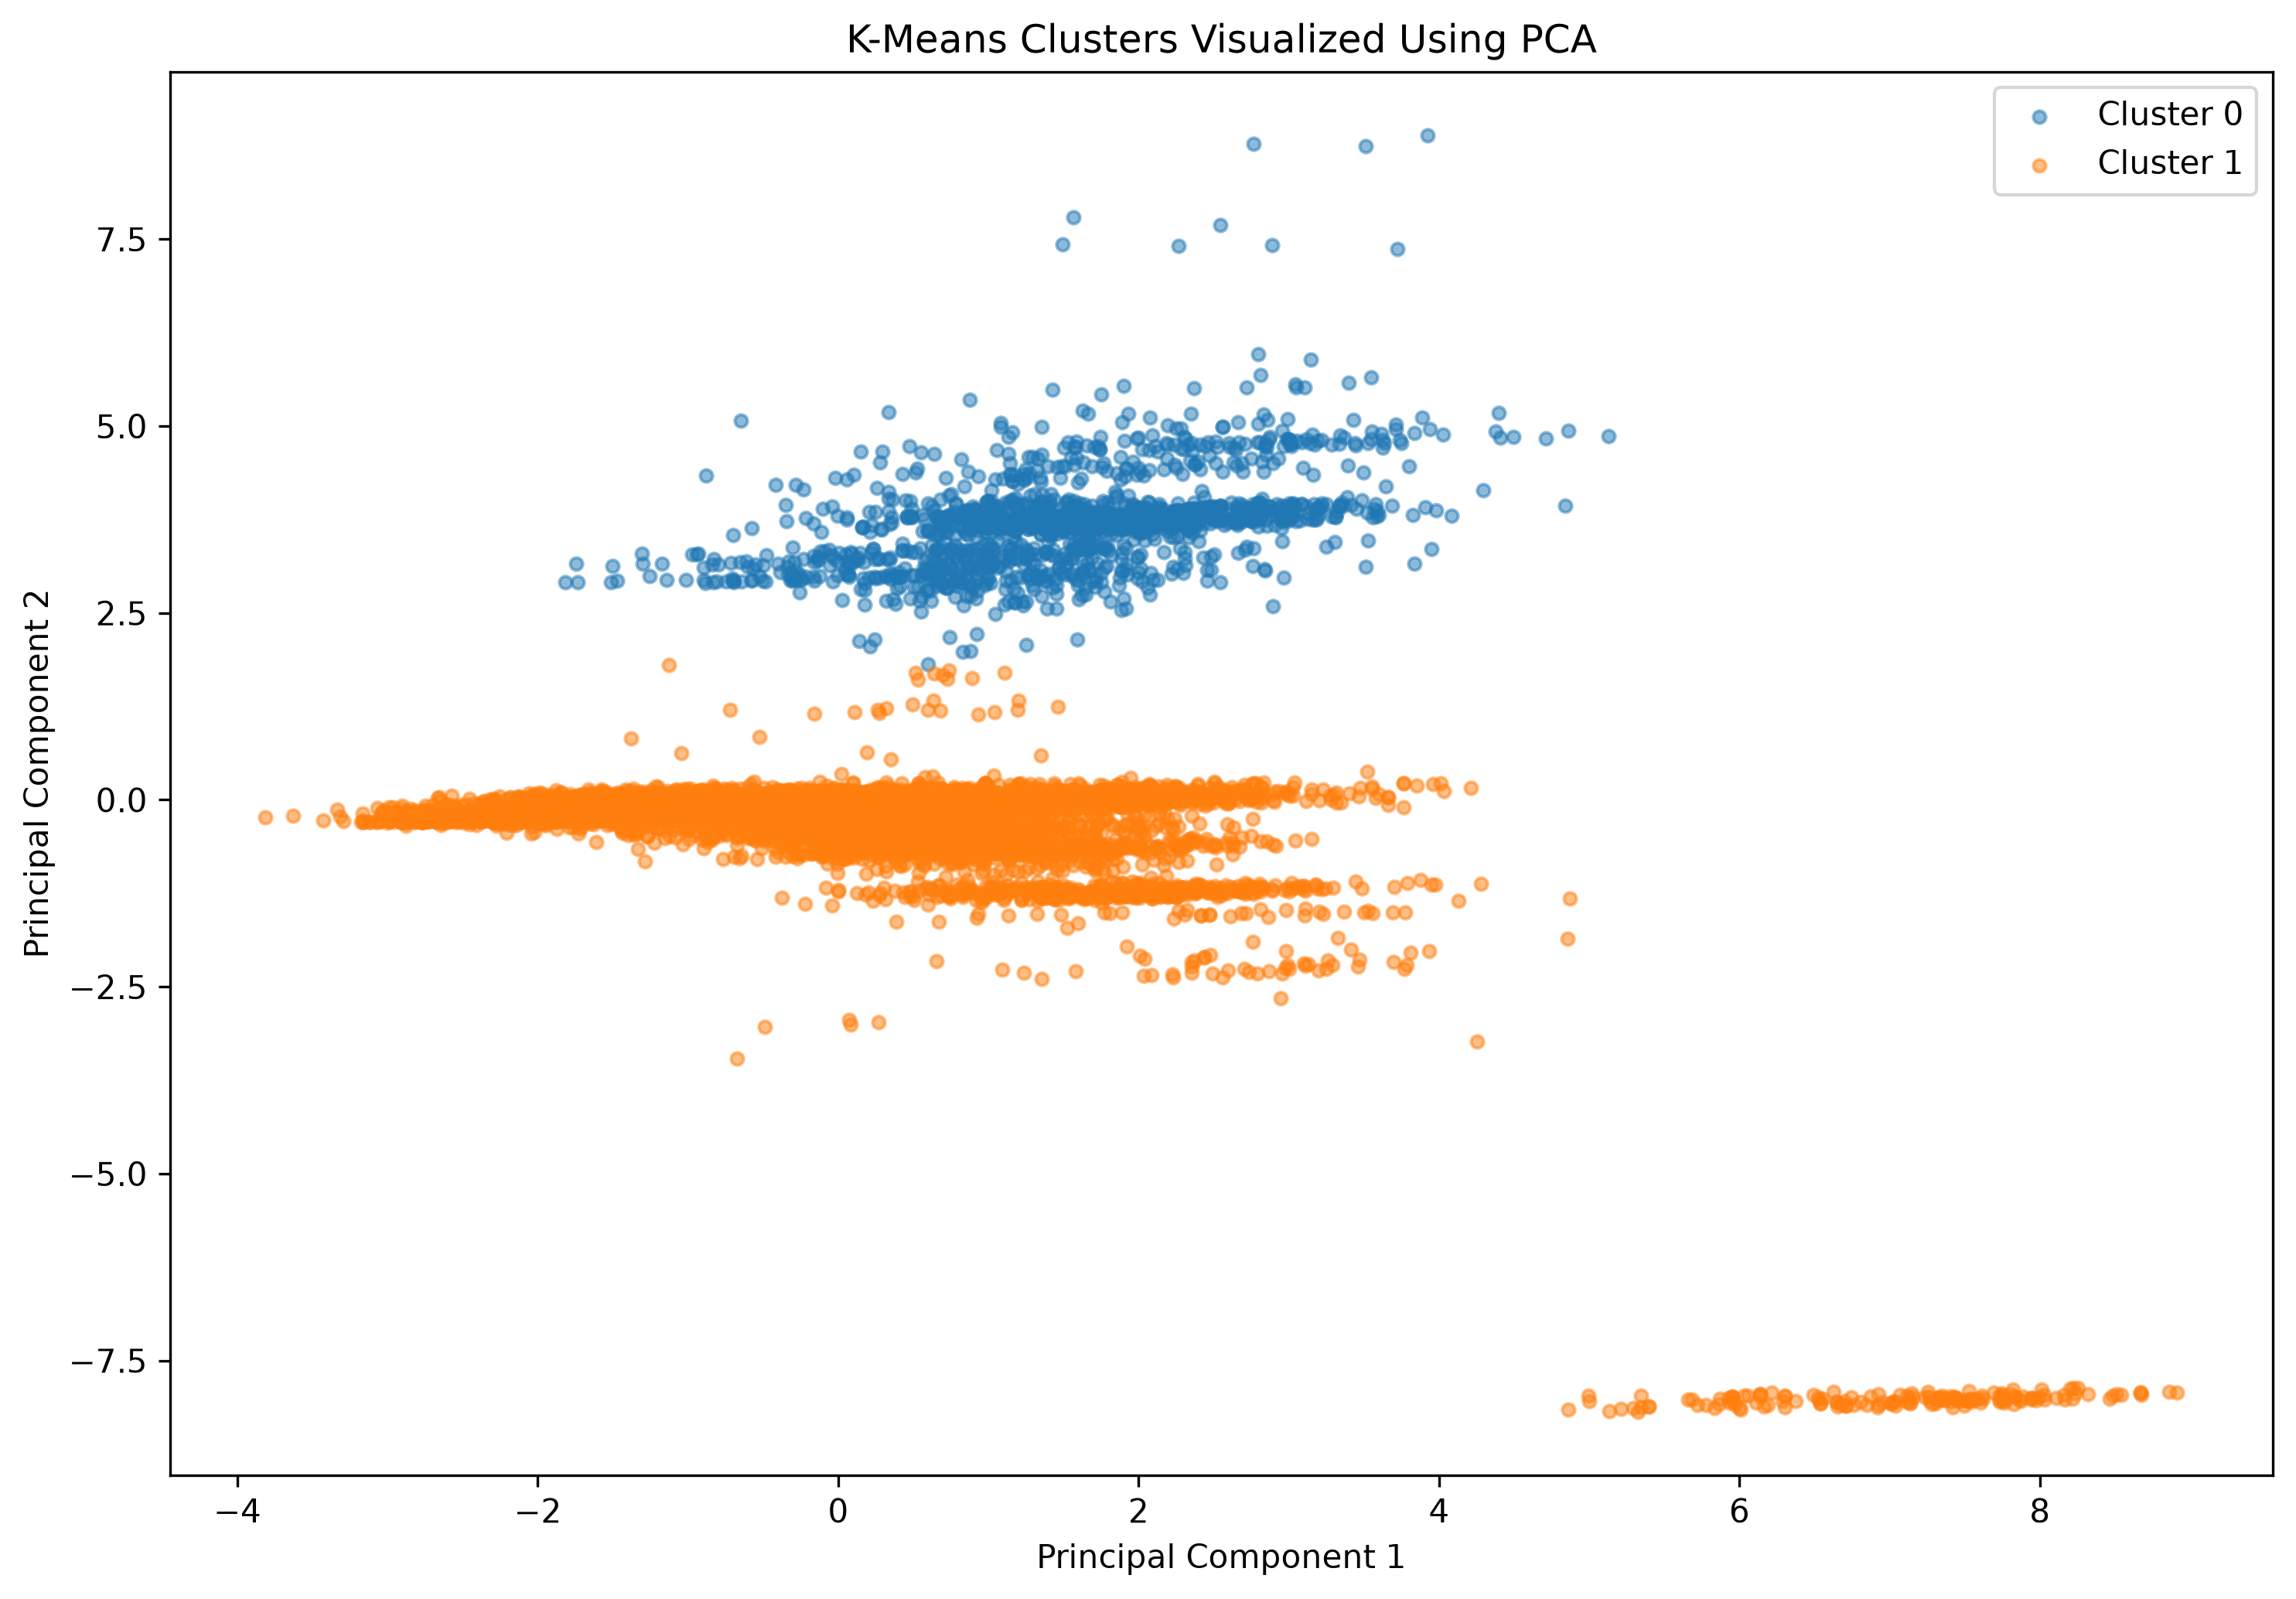 K-Means Clusters Visualized Using PCA
Cluster 0
Cluster 1
Principal Component 2
7.5
5.0
2.5
0.0
−2.5
−5.0
−7.5
−4
−2
0
2
4
6
8
Principal Component 1